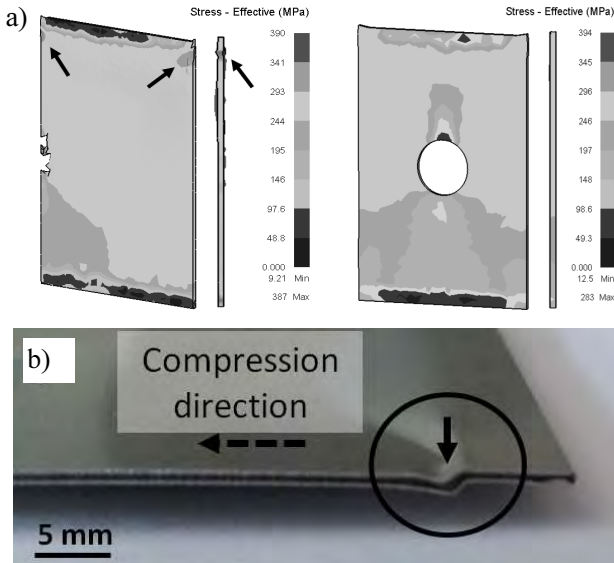 a)
Stress - Effective (MPa)
390
341
293
244
195
146
97.6
48.8
0.000
9.21 Min
387 Max
Stress - Effective (MPa)
394
345
296
246
197
148
98.6
49.3
0.000
12.5 Min
283 Max
b)
Compression
direction
5 mm